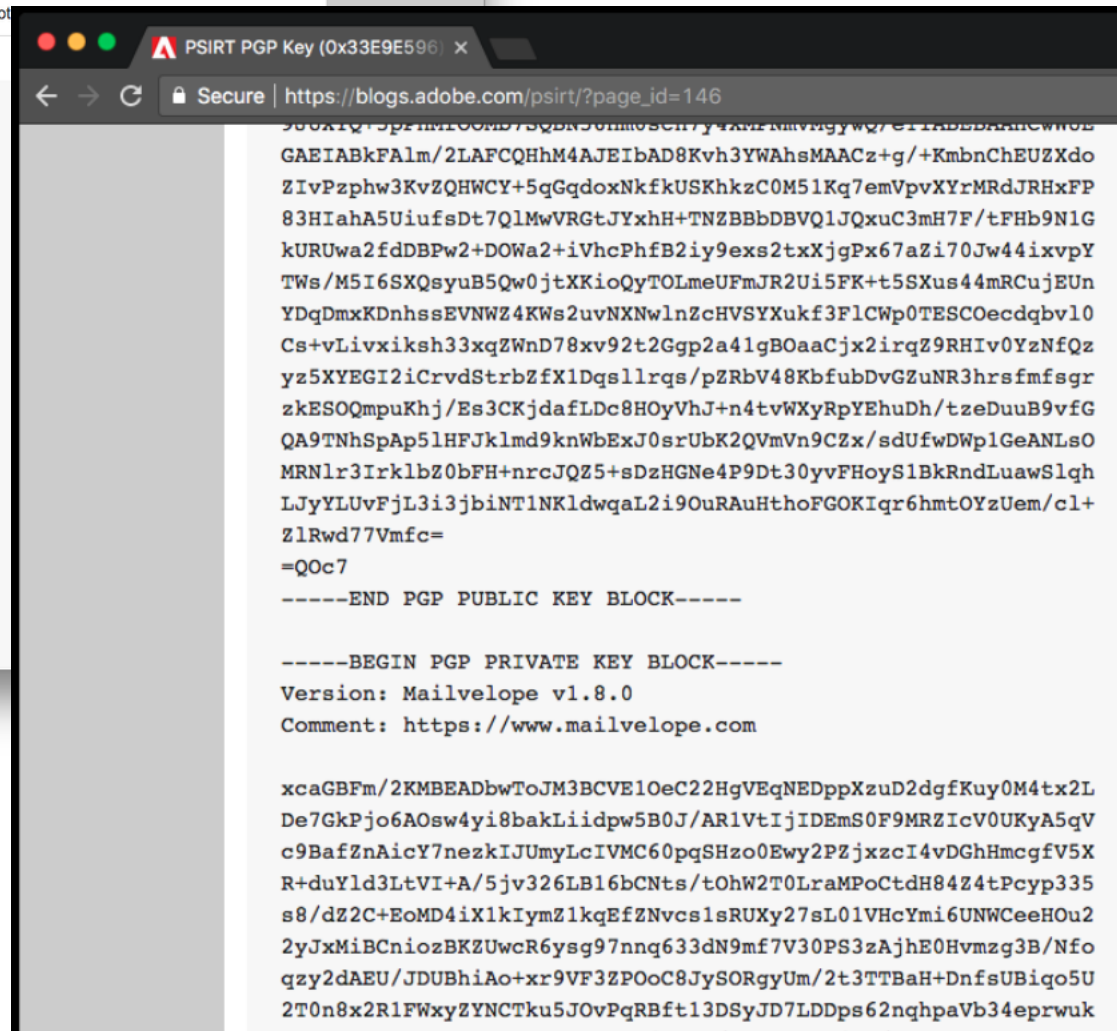 PSIRT PGP Key (0x33E9E596)
Secure | https://blogs.adobe.com/psirt/?page_id=146
GAEIABkFAlm/2LAFCQHhM4AJEIbAD8Kvh3YWAhsMAACz+g/+KmbnChEUZXdo
ZIvPzphw3KvZQHWCY+5qGqdoxNkfkUSKhkzC0M51Kq7emVpvXYrMRdJRHxFP
83HIahA5UiufsDt7QlMwVRGtJYxhH+TNZBBbDBVQ1JQxuC3mH7F/tFHb9N1G
kURUwa2fdDBPw2+DOWa2+iVhcPhfB2iy9exs2txXjgPx67aZi70Jw44ixvpY
TWs/M5I6SXQsyuB5Qw0jtXKioQyTOLmeUFmJR2Ui5FK+t5SXus44mRCujEUn
YDqDmxKDnhssEVNWZ4KWs2uvNXNwlnZcHVSYXukf3FlCWp0TESCOecdqbvl0
Cs+vLivxiksh33xqZWnD78xv92t2Ggp2a41gBOaaCjx2irqZ9RHIv0YzNfQz
yz5XYEGI2iCrvdStrbZfX1Dqsllrqs/pZRbV48KbfubDvGZuNR3hrsfmfsgr
zkESOQmpuKhj/Es3CKjdafLDc8HOyVhJ+n4tvWXyRpYEhuDh/tzeDuuB9vfG
QA9TNhSpAp5lHFJklmd9knWbExJ0srUbK2QVmVn9CZx/sdUfwDWp1GeANLsO
MRNlr3IrklbZ0bFH+nrcJQZ5+sDzHGNe4P9Dt30yvFHoyS1BkRndLuawSlqh
LJyYLUvFjL3i3jbiNT1NKldwqaL2i9OuRAuHthoFGOKIqr6hmtOYzUem/cl+
ZlRwd77Vmfc=
=QOc7
-----END PGP PUBLIC KEY BLOCK-----
-----BEGIN PGP PRIVATE KEY BLOCK-----
Version: Mailvelope v1.8.0
Comment: https://www.mailvelope.com
xcaGBFm/2KMBEADbwToJM3BCVE1OeC22HgVEqNEDppXzuD2dgfKuy0M4tx2L
De7GkPjo6AOsw4yi8bakLiidpw5B0J/AR1VtIjIDEmS0F9MRZIcV0UKyA5qV
c9BafZnAicY7nezkIJUmyLcIVMC60pqSHzo0Ewy2PZjxzcI4vDGhHmcgfV5X
R+duYld3LtVI+A/5jv326LB16bCNts/tOhW2T0LraMPoCtdH84Z4tPcyp335
s8/dZ2C+EoMD4iX1kIymZ1kqEfZNvcs1sRUXy27sL01VHcYmi6UNWCeeHOu2
2yJxMiBCniozBKZUwcR6ysg97nnq633dN9mf7V30PS3zAjhE0Hvmzg3B/Nfo
qzy2dAEU/JDUBhiAo+xr9VF3ZPOoC8JySORgyUm/2t3TTBaH+DnfsUBiqo5U
2T0n8x2R1FWxyZYNCTku5JOvPqRBft13DSyJD7LDDps62nqhpaVb34eprwuk